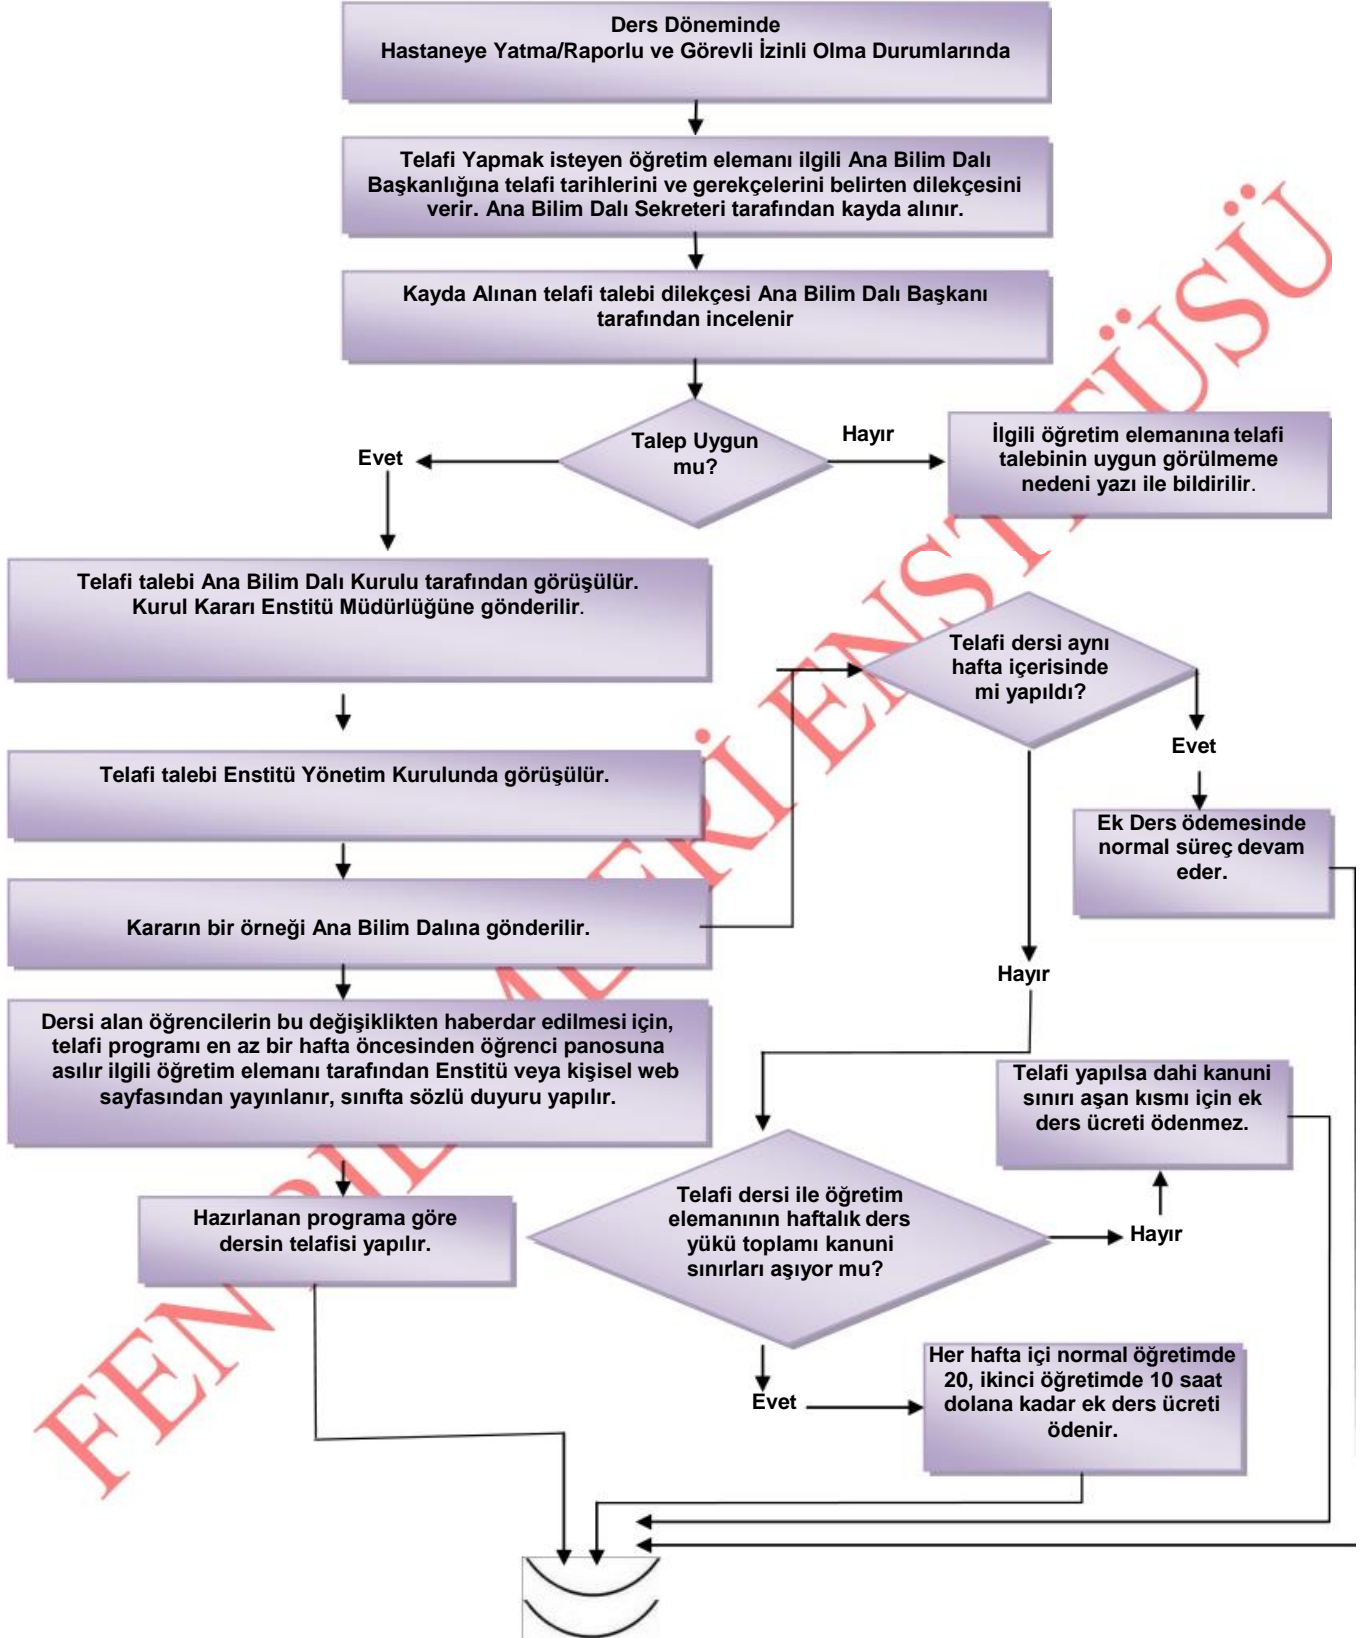 Ders Döneminde
Hastaneye Yatma/Raporlu ve Görevli İzinli Olma Durumlarında
Telafi Yapmak isteyen öğretim elemanı ilgili Ana Bilim Dalı
Başkanlığına telafi tarihlerini ve gerekçelerini belirten dilekçesini
verir. Ana Bilim Dalı Sekreteri tarafından kayda alınır.
Kayda Alınan telafi talebi dilekçesi Ana Bilim Dalı Başkanı
tarafından incelenir
Talep Uygun
mu?
Evet
Hayır
İlgili öğretim elemanına telafi
talebinin uygun görülmeme
nedeni yazı ile bildirilir.
Telafi talebi Ana Bilim Dalı Kurulu tarafından görüşülür.
Kurul Kararı Enstitü Müdürlüğüne gönderilir.
Telafi talebi Enstitü Yönetim Kurulunda görüşülür.
Kararın bir örneği Ana Bilim Dalına gönderilir.
Dersi alan öğrencilerin bu değişiklikten haberdar edilmesi için,
telafi programı en az bir hafta öncesinden öğrenci panosuna
asılır ilgili öğretim elemanı tarafından Enstitü veya kişisel web
sayfasından yayınlanır, sınıfta sözlü duyuru yapılır.
Hazırlanan programa göre
dersin telafisi yapılır.
Telafi dersi aynı
hafta içerisinde
mi yapıldı?
Evet
Ek Ders ödemesinde
normal süreç devam
eder.
Hayır
Telafi dersi ile öğretim
elemanının haftalık ders
yükü toplamı kanuni
sınırları aşıyor mu?
Hayır
Telafi yapılsa dahi kanuni
sınırı aşan kısmı için ek
ders ücreti ödenmez.
Evet
Her hafta içi normal öğretimde
20, ikinci öğretimde 10 saat
dolana kadar ek ders ücreti
ödenir.
FEN ENSTİTÜSÜ